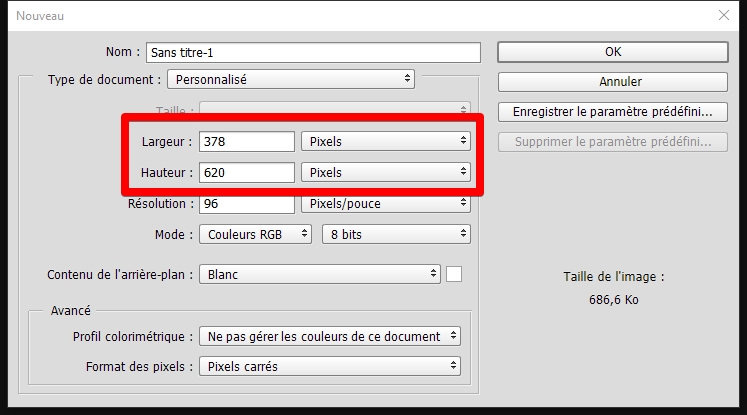 Nouveau
Nom : Sans titre-1
OK
Type de document : Personnalisé
Annuler
Taille :
Enregistrer le paramètre prédéfini...
Largeur : 378 Pixels
Supprimer le paramètre prédéfini...
Hauteur : 620 Pixels
Résolution : 96 Pixels/pouce
Mode : Couleurs RGB 8 bits
Contenu de l'arrière-plan : Blanc
Taille de l'image :
686,6 Ko
Avancé
Profil colorimétrique : Ne pas gérer les couleurs de ce document
Format des pixels : Pixels carrés